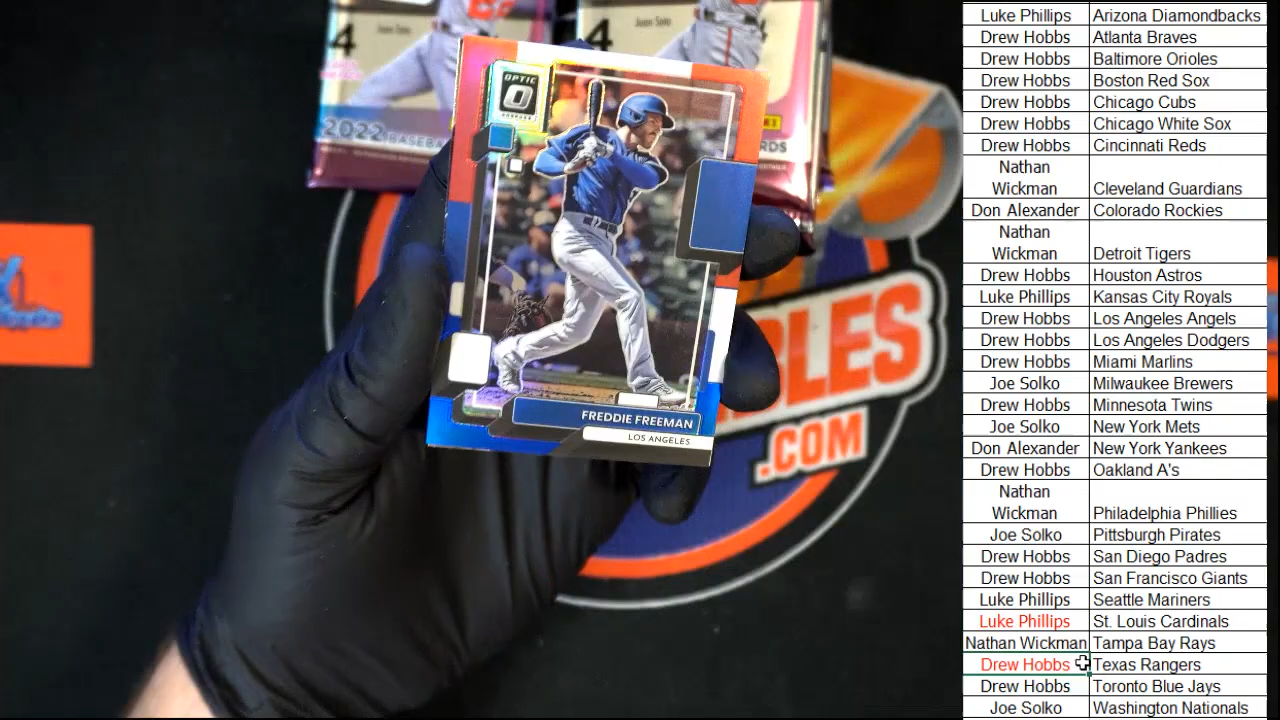 4
Juan Soto
4
Juan Soto
2022 BASEBA
RDS
OPTIC
FREDDIE FREEMAN
LOS ANGELES
LES
.COM
Luke Phillips Arizona Diamondbacks
Drew Hobbs Atlanta Braves
Drew Hobbs Baltimore Orioles
Drew Hobbs Boston Red Sox
Drew Hobbs Chicago Cubs
Drew Hobbs Chicago White Sox
Drew Hobbs Cincinnati Reds
Nathan
Wickman Cleveland Guardians
Don Alexander Colorado Rockies
Nathan
Wickman Detroit Tigers
Drew Hobbs Houston Astros
Luke Phillips Kansas City Royals
Drew Hobbs Los Angeles Angels
Drew Hobbs Los Angeles Dodgers
Drew Hobbs Miami Marlins
Joe Solko Milwaukee Brewers
Drew Hobbs Minnesota Twins
Joe Solko New York Mets
Don Alexander New York Yankees
Drew Hobbs Oakland A's
Nathan
Wickman Philadelphia Phillies
Joe Solko Pittsburgh Pirates
Drew Hobbs San Diego Padres
Drew Hobbs San Francisco Giants
Luke Phillips Seattle Mariners
Luke Phillips St. Louis Cardinals
Nathan Wickman Tampa Bay Rays
Drew Hobbs Texas Rangers
Drew Hobbs Toronto Blue Jays
Joe Solko Washington Nationals